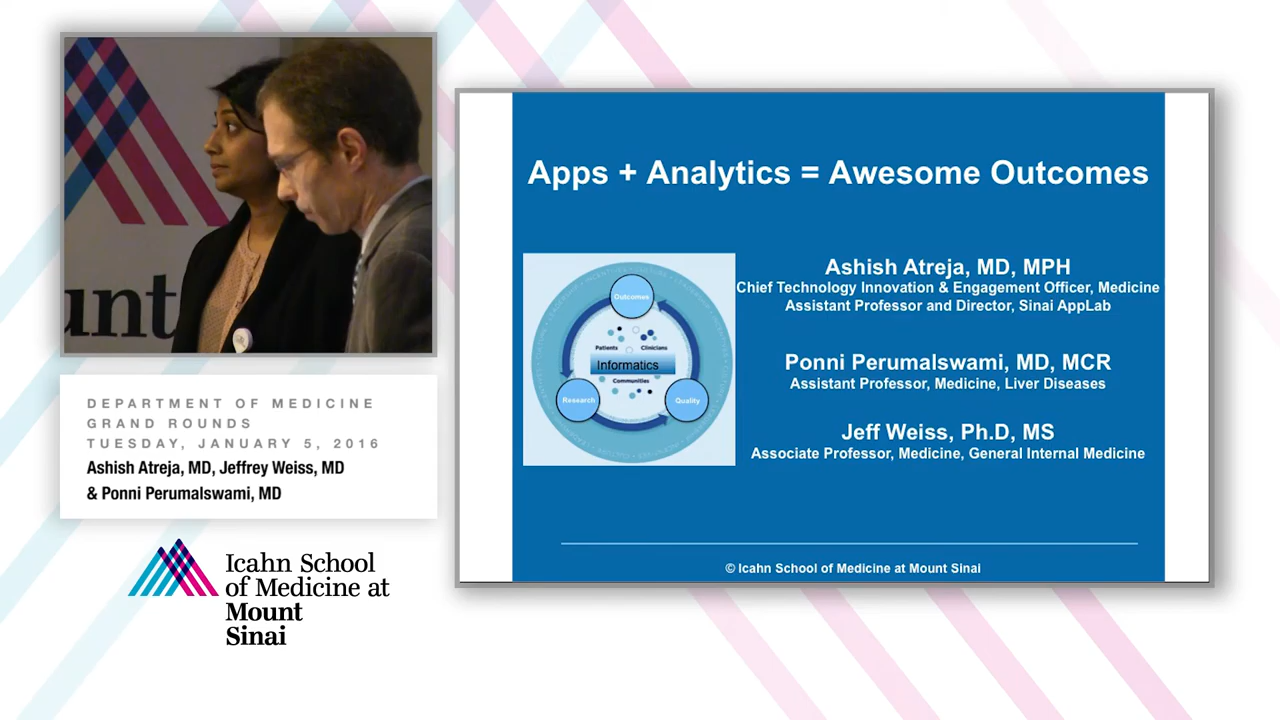 unt
DEPARTMENT OF MEDICINE
GRAND ROUNDS
TUESDAY, JANUARY 5, 2016
Ashish Atreja, MD, Jeffrey Weiss, MD
& Ponni Perumalswami, MD
Icahn School
of Medicine at
Mount
Sinai
Apps + Analytics = Awesome Outcomes
Outcomes
Patients Clinicians
Informatics
Communities
Research
Quality
Ashish Atreja, MD, MPH
Chief Technology Innovation & Engagement Officer, Medicine
Assistant Professor and Director, Sinai AppLab
Ponni Perumalswami, MD, MCR
Assistant Professor, Medicine, Liver Diseases
Jeff Weiss, Ph.D, MS
Associate Professor, Medicine, General Internal Medicine
© Icahn School of Medicine at Mount Sinai